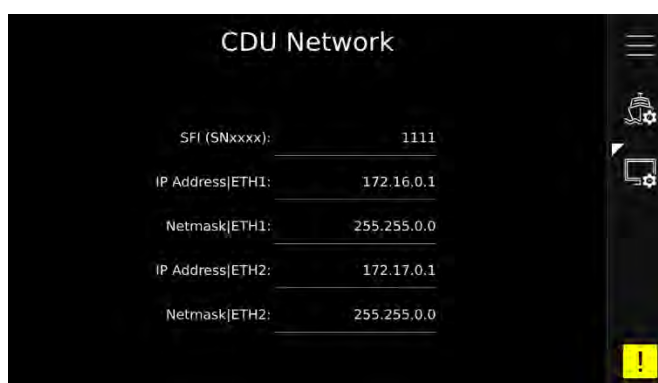 CDU Network
SFI (SNxxxx): 1111
IP Address|ETH1: 172.16.0.1
Netmask|ETH1: 255.255.0.0
IP Address|ETH2: 172.17.0.1
Netmask|ETH2: 255.255.0.0
!